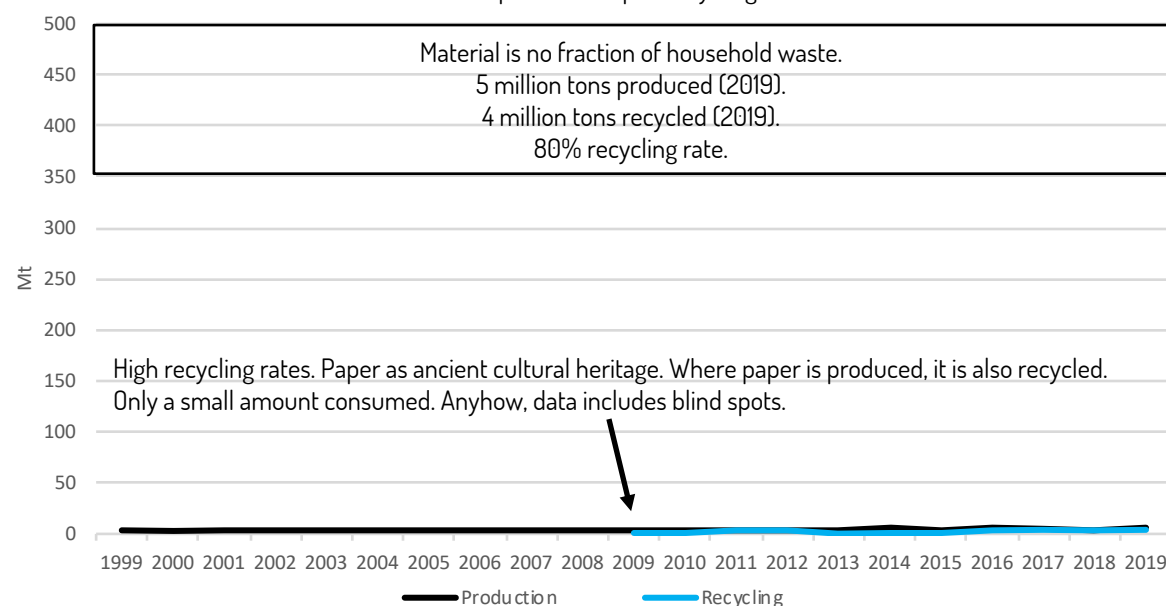 500
Material is no fraction of household waste.
450
5 million tons produced (2019).
400
4 million tons recycled (2019).
80% recycling rate.
350
300
Mt
250
200
High recycling rates. Paper as ancient cultural heritage. Where paper is produced, it is also recycled.
150
Only a small amount consumed. Anyhow, data includes blind spots.
100
50
0
1999 2000 2001 2002 2003 2004 2005 2006 2007 2008 2009 2010 2011 2012 2013 2014 2015 2016 2017 2018 2019
Production Recycling